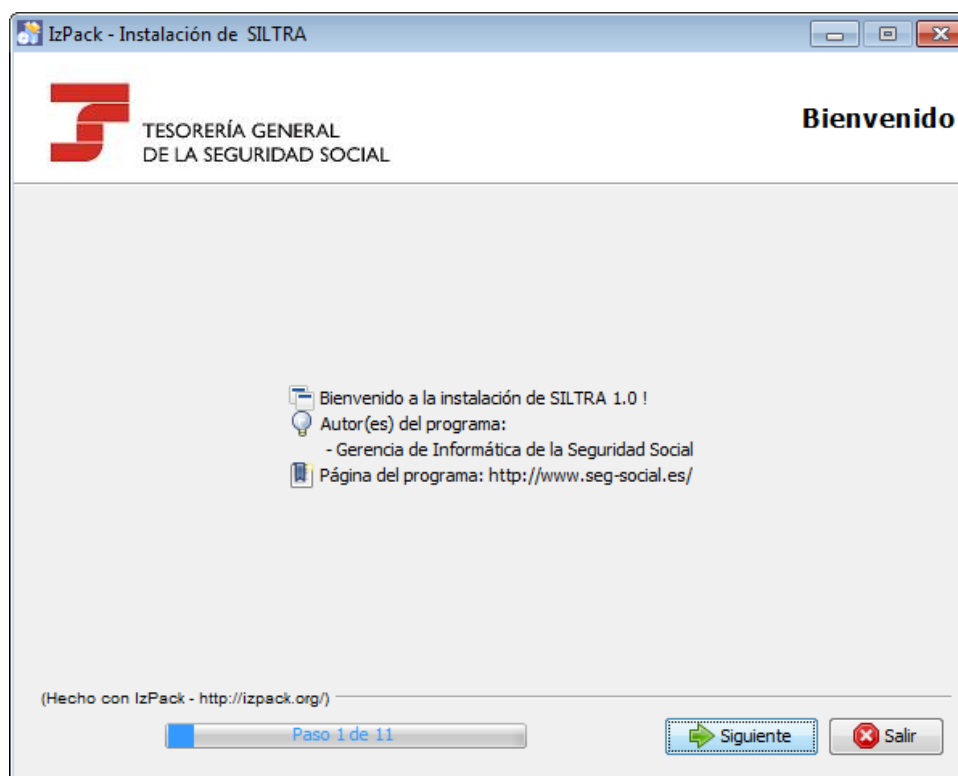 IzPack - Instalación de SILTRA
TESORERÍA GENERAL
DE LA SEGURIDAD SOCIAL
Bienvenido
Bienvenido a la instalación de SILTRA 1.0 !
Autor(es) del programa:
- Gerencia de Informática de la Seguridad Social
Página del programa: http://www.seg-social.es/
(Hecho con IzPack - http://izpack.org/)
Paso 1 de 11
Siguiente
Salir